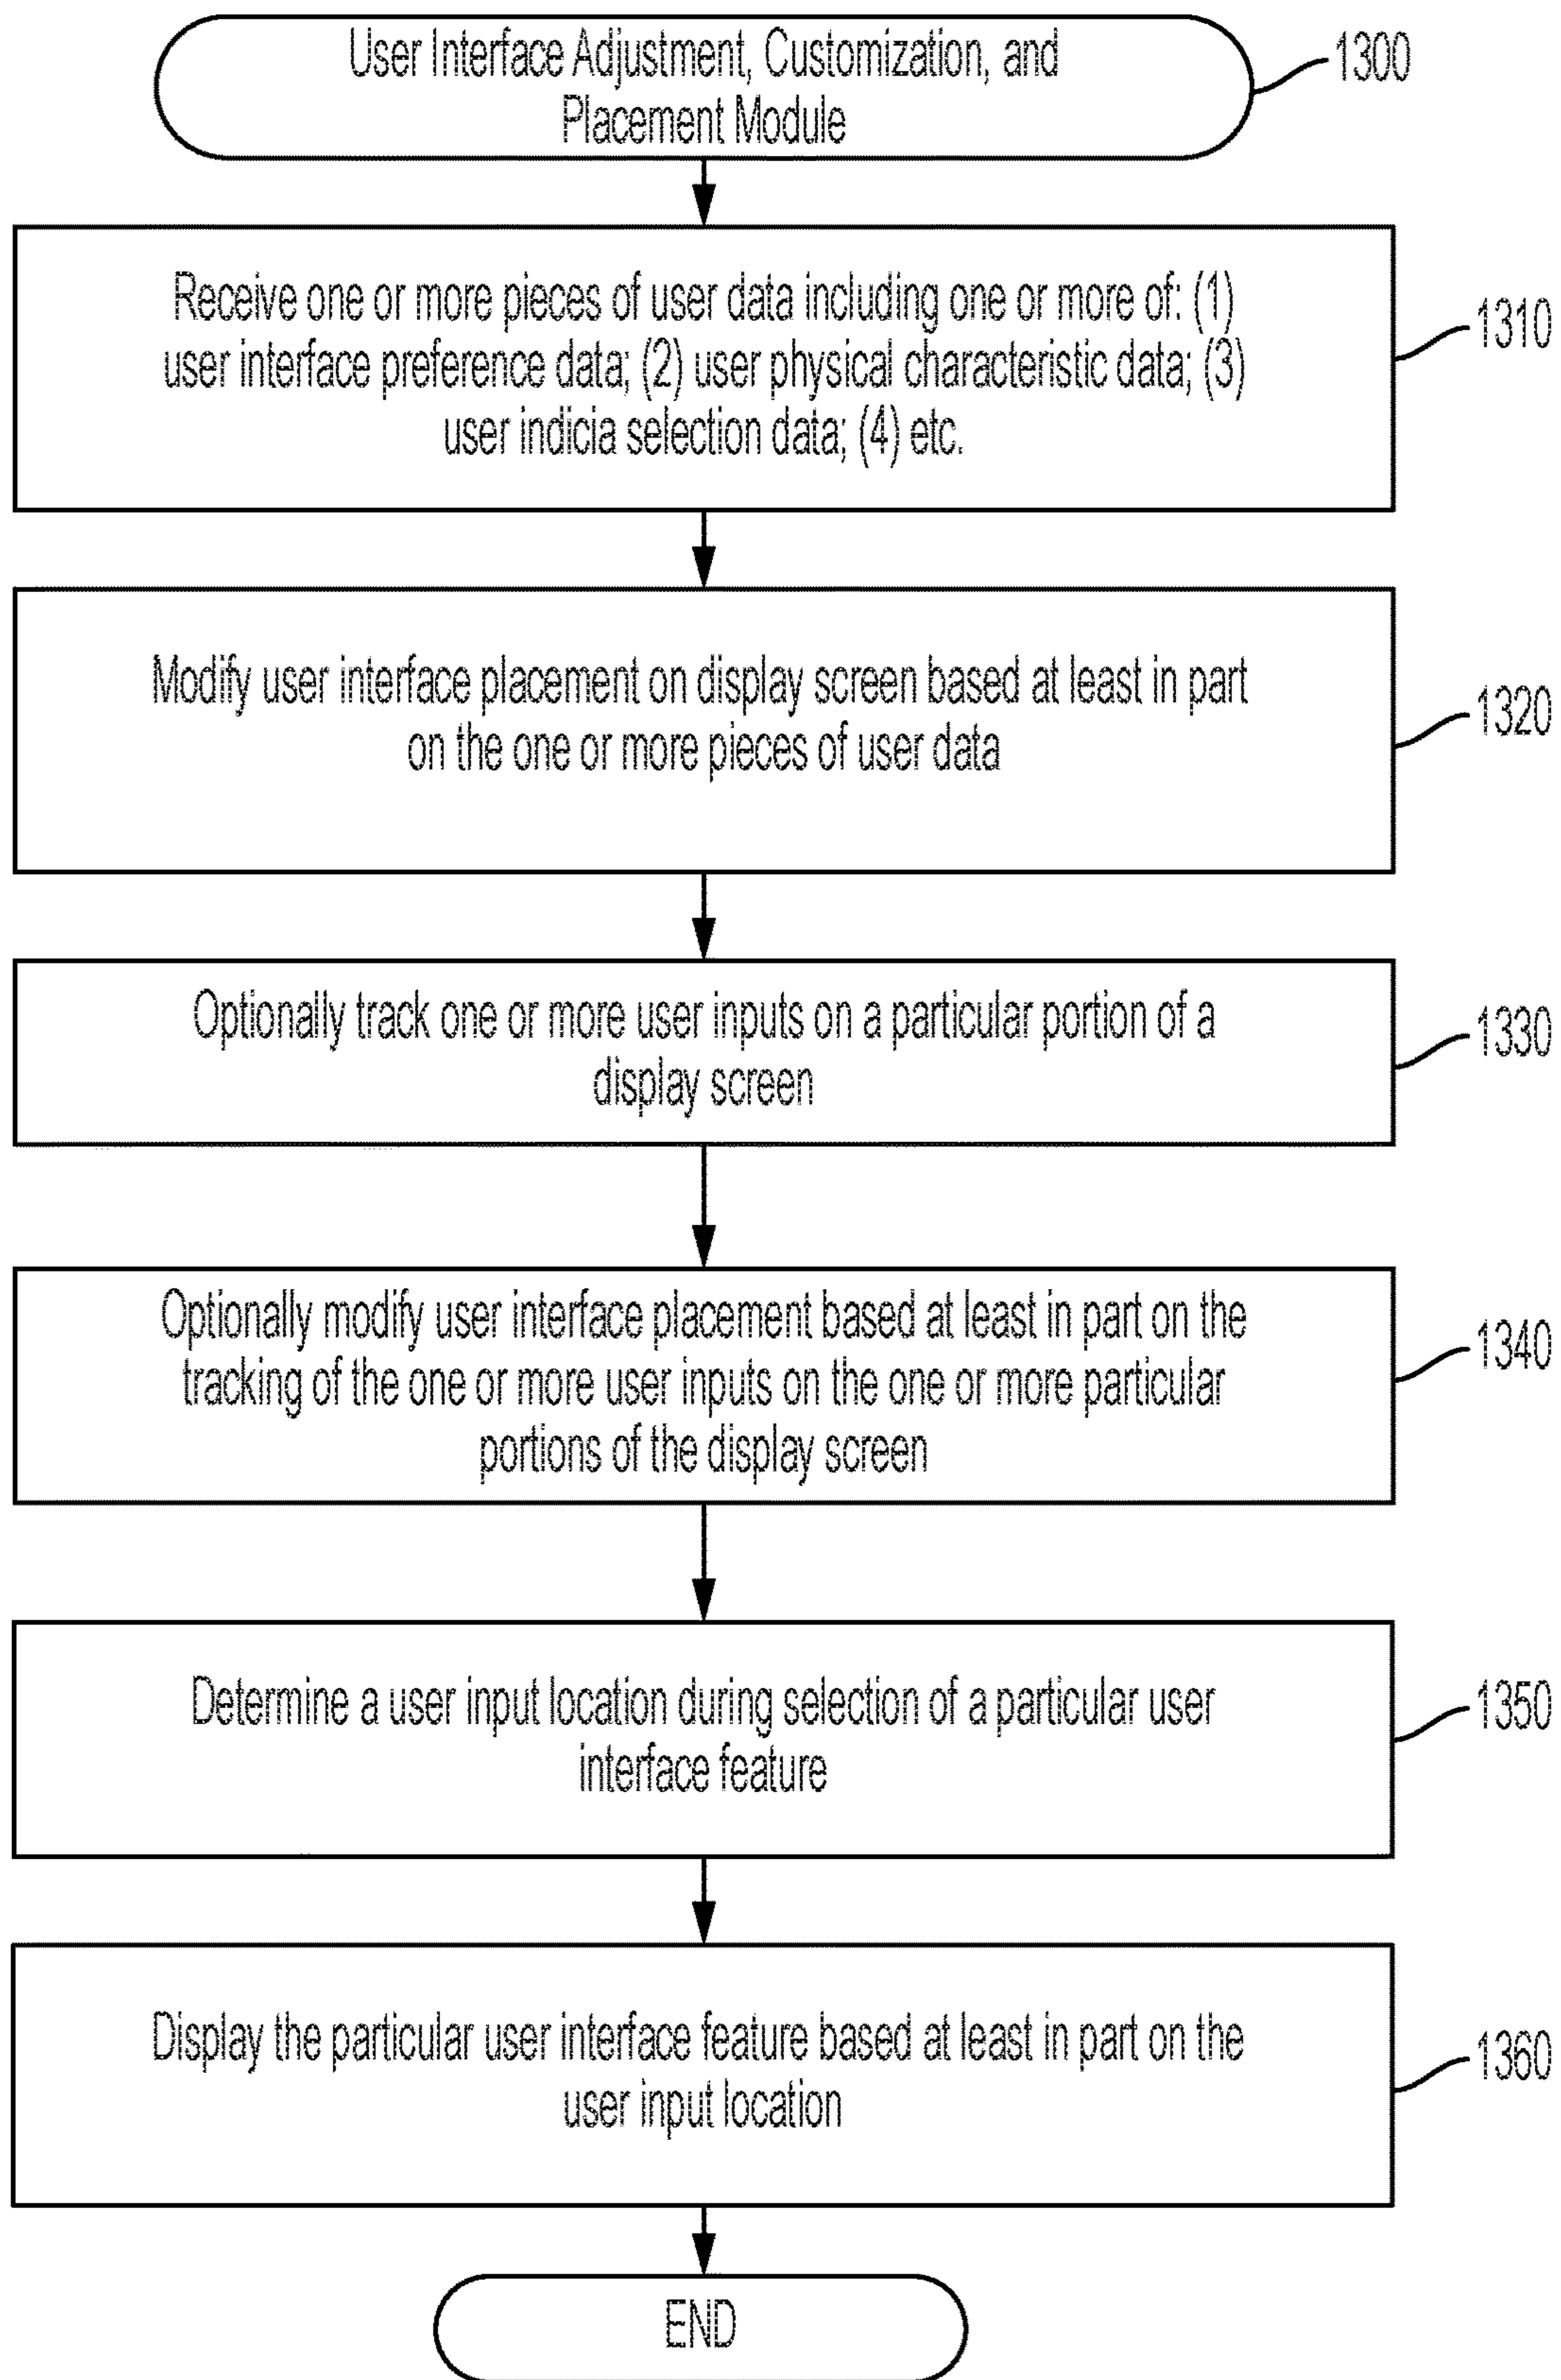 User Interface Adjustment, Customization, and
Placement Module
1300
Receive one or more pieces of user data including one or more of: (1)
user interface preference data; (2) user physical characteristic data; (3)
user indicia selection data; (4) etc.
1310
Modify user interface placement on display screen based at least in part
on the one or more pieces of user data
1320
Optionally track one or more user inputs on a particular portion of a
display screen
1330
Optionally modify user interface placement based at least in part on the
tracking of the one or more user inputs on the one or more particular
portions of the display screen
1340
Determine a user input location during selection of a particular user
interface feature
1350
Display the particular user interface feature based at least in part on the
user input location
1360
END